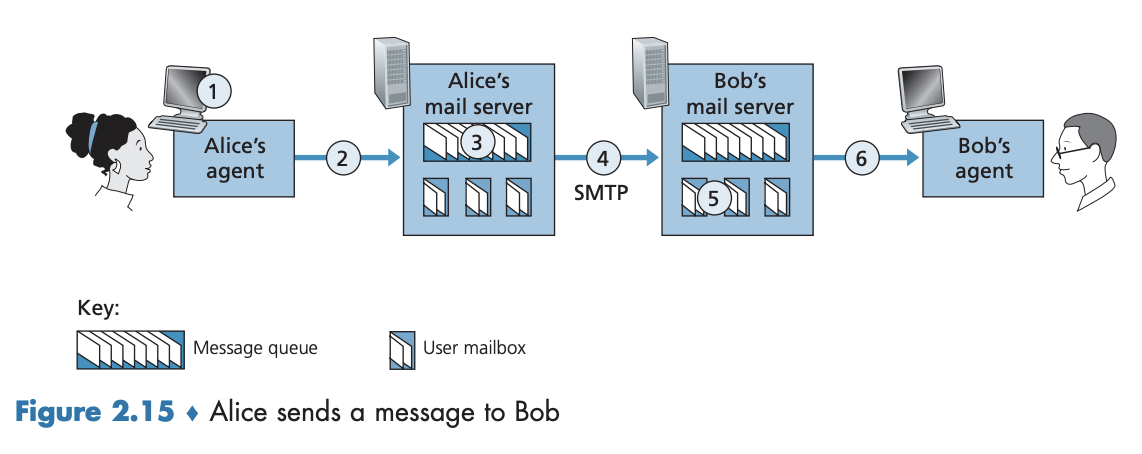 1
Alice's
agent
2
Alice's
mail server
3
4
SMTP
Bob's
mail server
5
6
Bob's
agent
Key:
Message queue
User mailbox
Figure 2.15 ♦ Alice sends a message to Bob